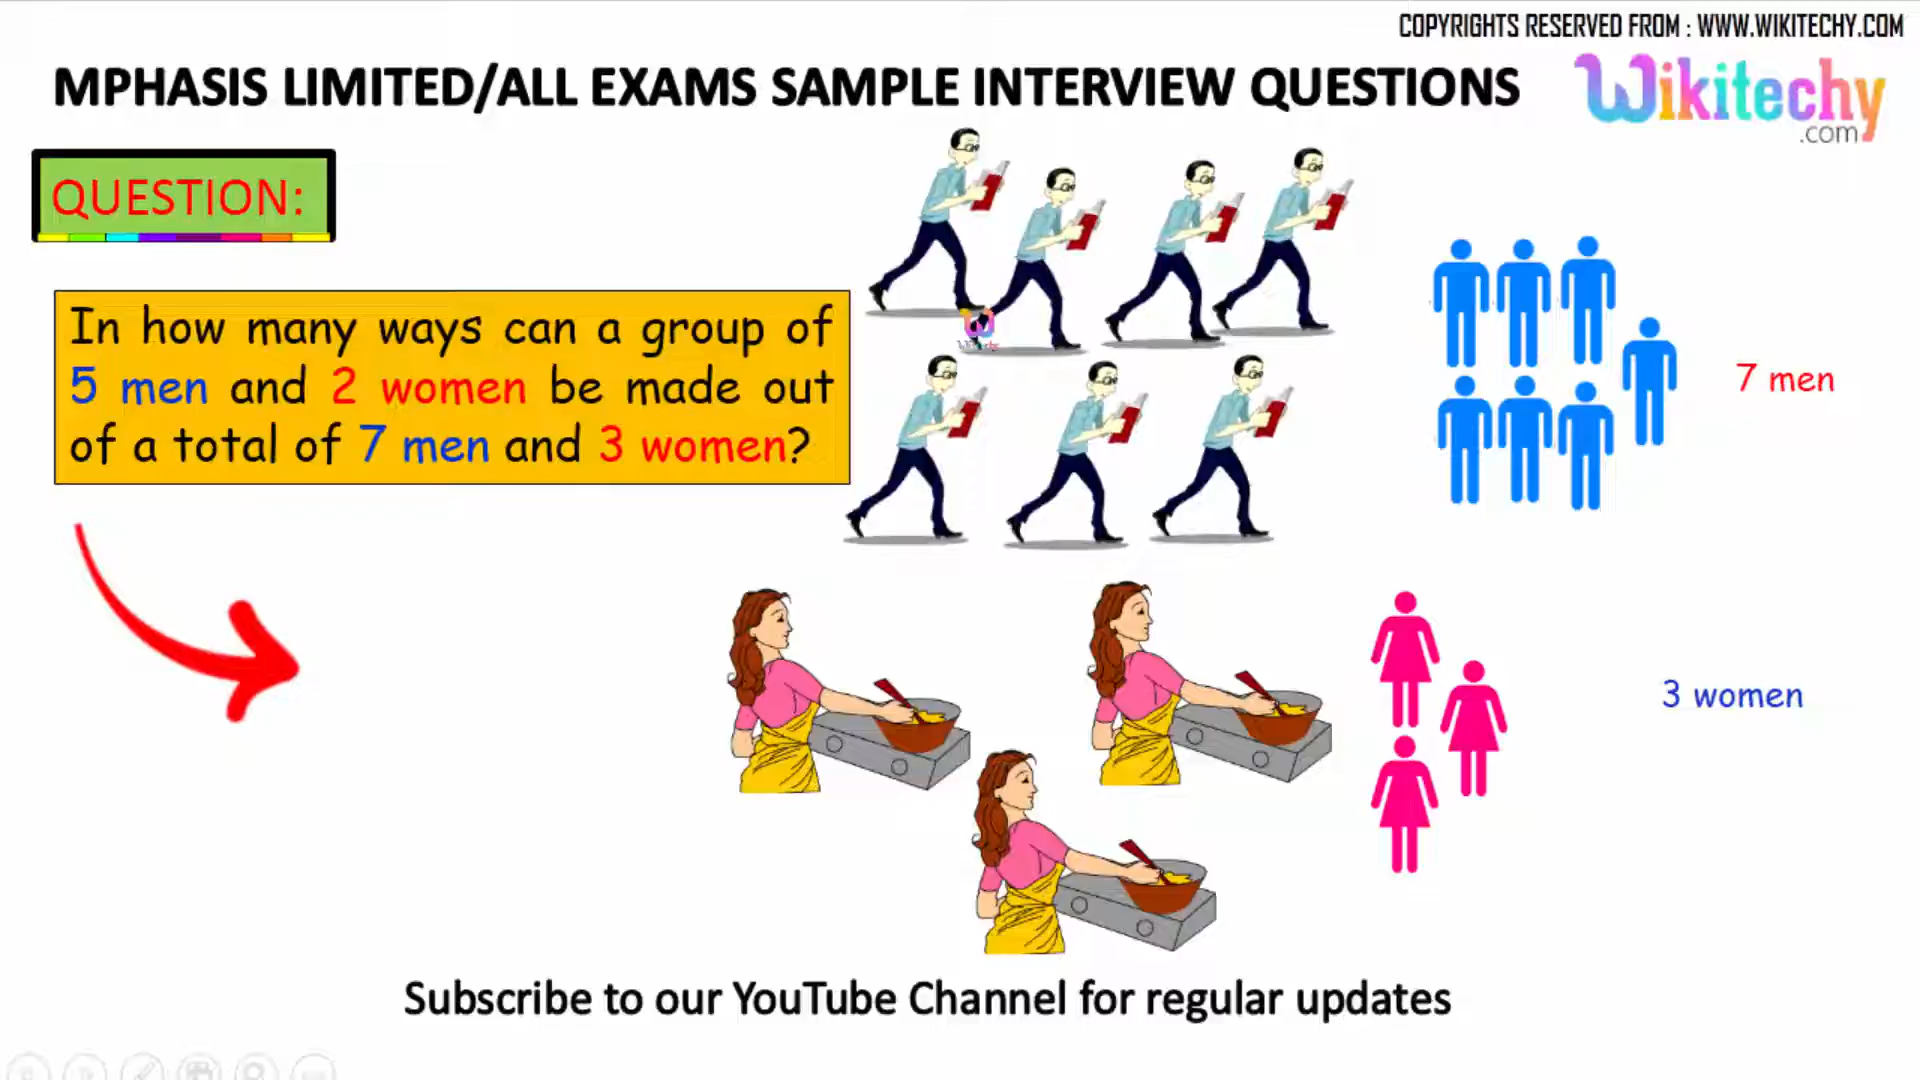 COPYRIGHTS RESERVED FROM : WWW.WIKITECHY.COM
MPHASIS LIMITED/ALL EXAMS SAMPLE INTERVIEW QUESTIONS
Wikitechy
.com
QUESTION:
In how many ways can a group of
5 men and 2 women be made out
of a total of 7 men and 3 women?
7 men
3 women
Subscribe to our YouTube Channel for regular updates